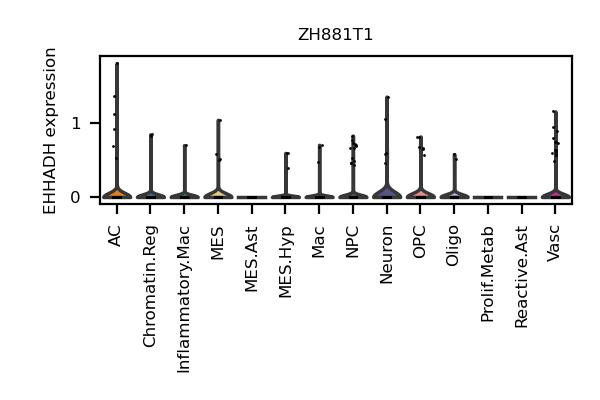 ZH881T1
EHHADH expression
1
0
AC
Chromatin.Reg
Inflammatory.Mac
MES
MES.Ast
MES.Hyp
Mac
NPC
Neuron
OPC
Oligo
Prolif.Metab
Reactive.Ast
Vasc